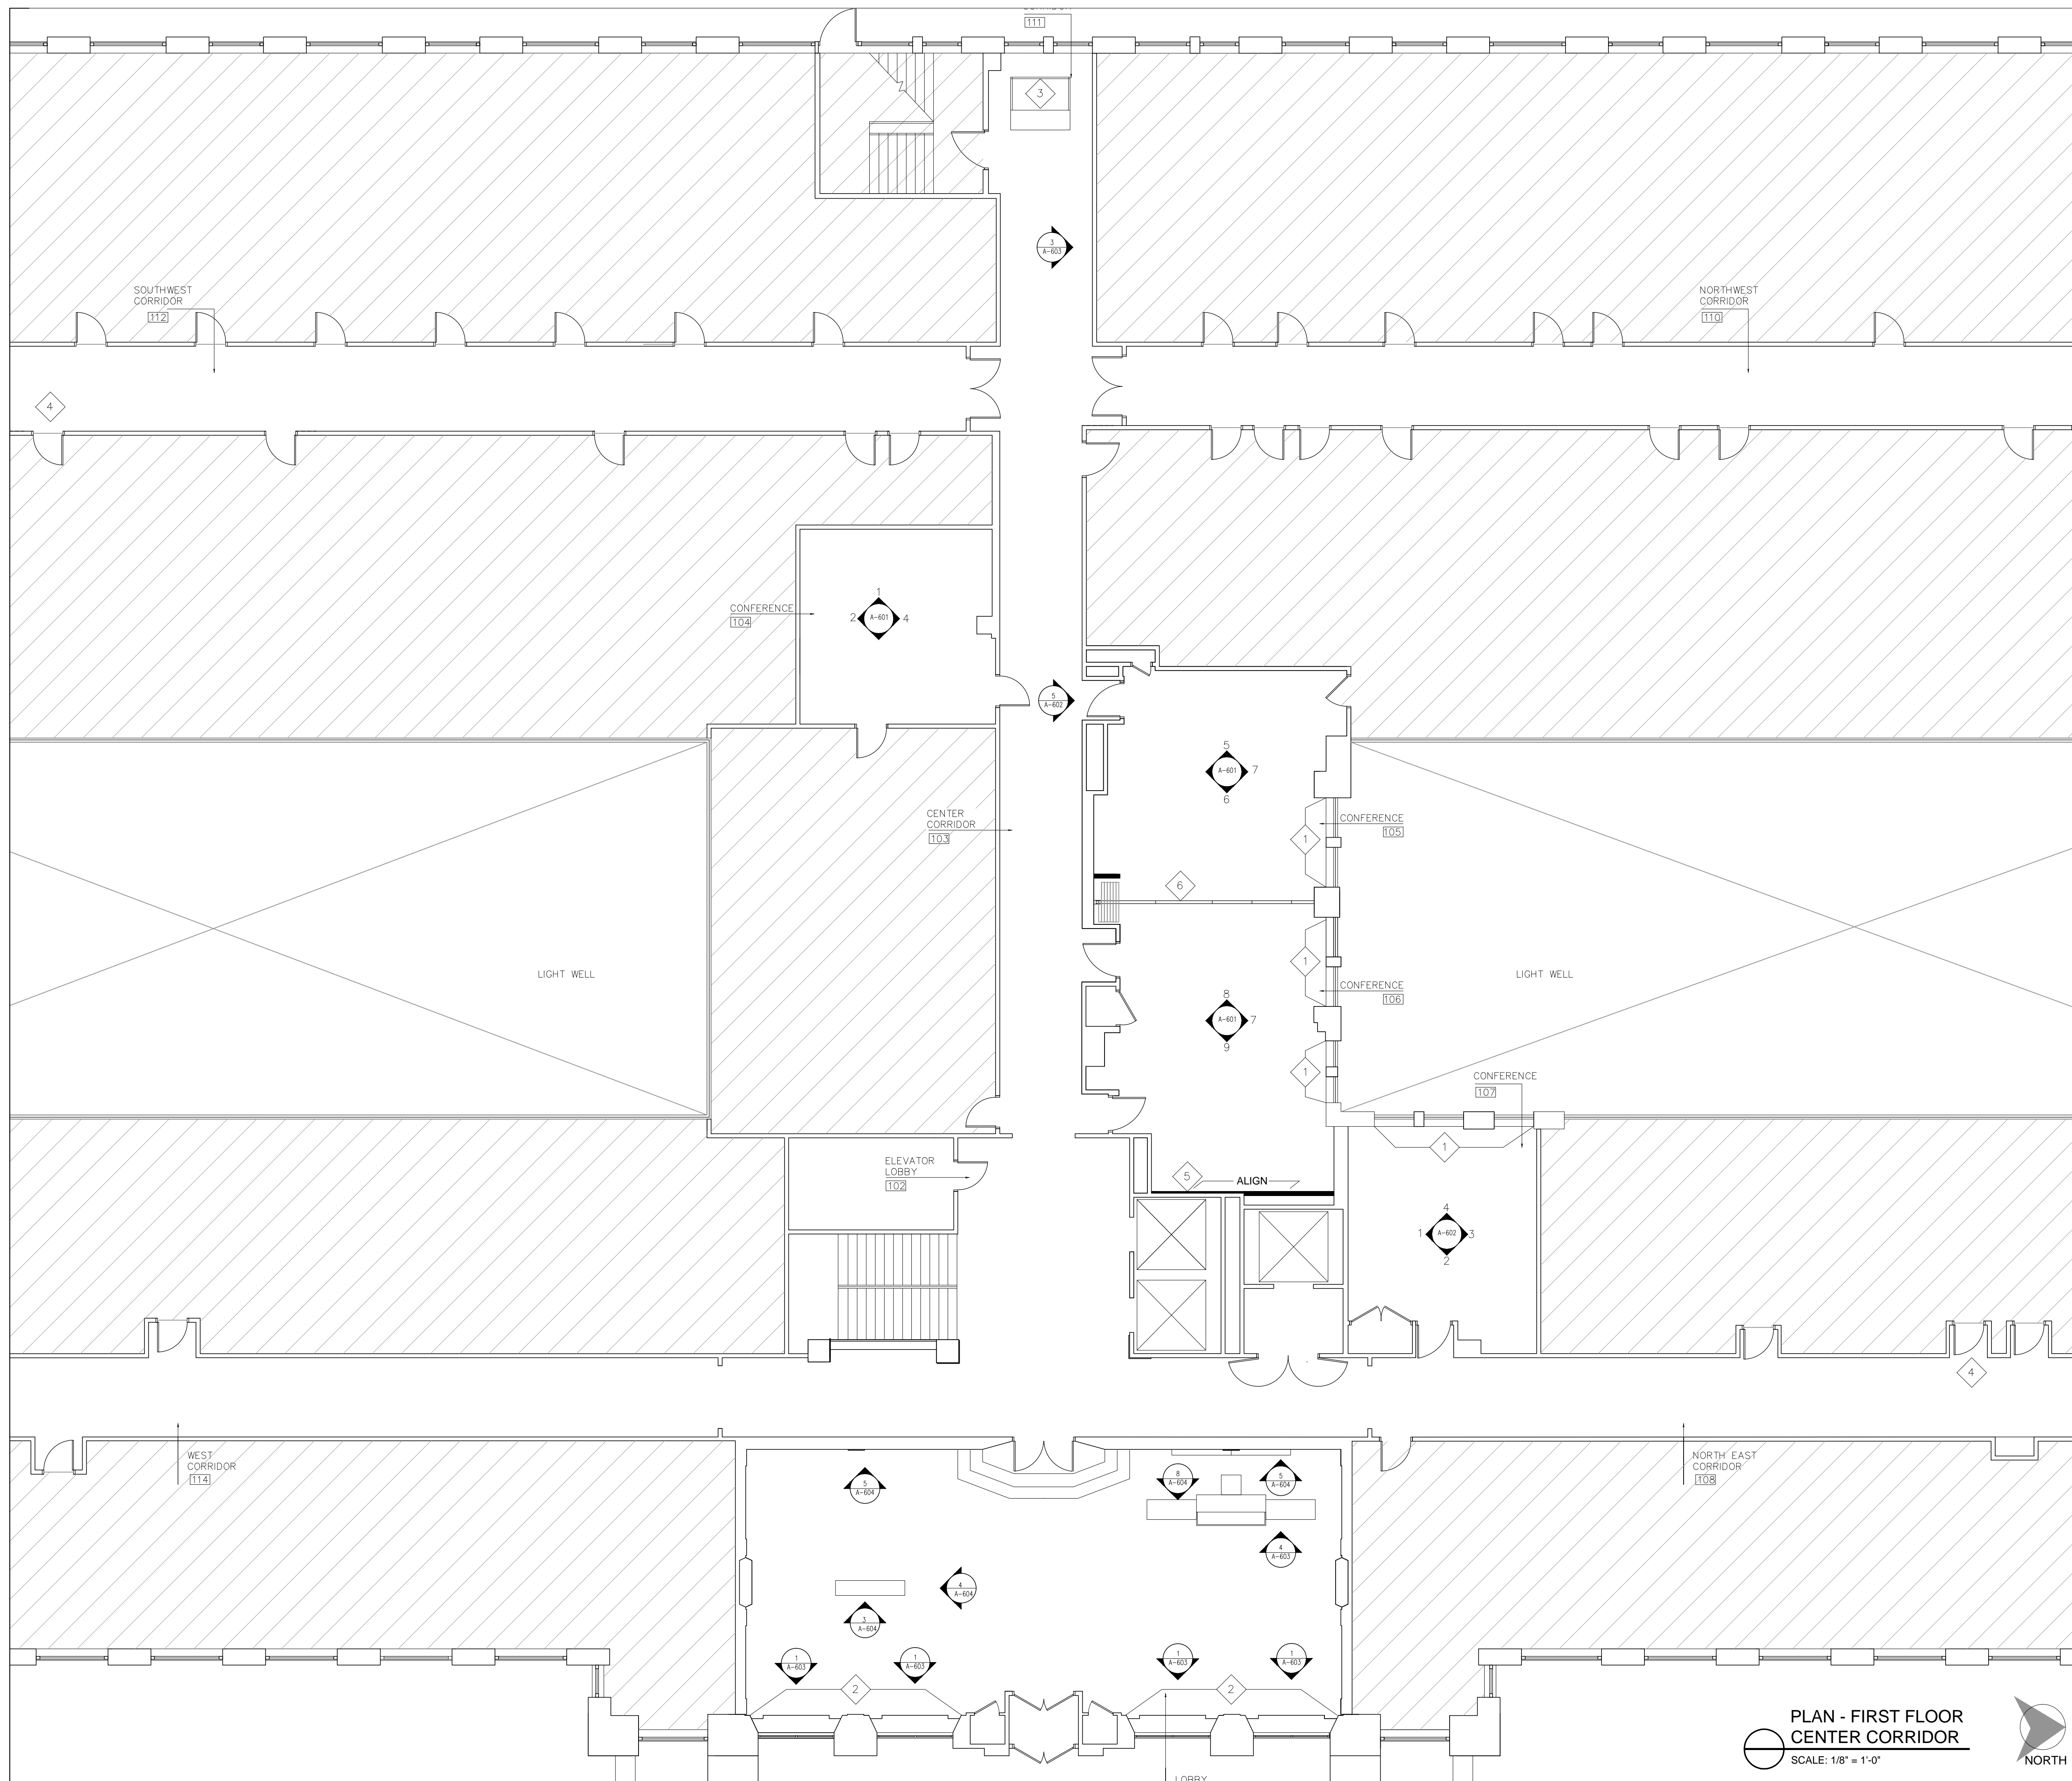 111
3
3
A-603
SOUTHWEST
CORRIDOR
112
NORTHWEST
CORRIDOR
110
4
CONFERENCE
104
1
2
A-601
4
5
A-602
5
A-601
7
6
CENTER
CORRIDOR
103
CONFERENCE
105
1
6
LIGHT WELL
LIGHT WELL
1
CONFERENCE
106
8
A-601
7
9
1
CONFERENCE
107
1
ELEVATOR
LOBBY
102
5
ALIGN
4
1
A-602
3
2
4
WEST
CORRIDOR
114
NORTH EAST
CORRIDOR
108
5
A-604
8
A-604
5
A-604
4
A-603
4
A-604
3
A-604
1
A-603
1
A-603
1
A-603
1
A-603
2
2
LOBBY
PLAN - FIRST FLOOR
CENTER CORRIDOR
SCALE: 1/8" = 1'-0"
NORTH